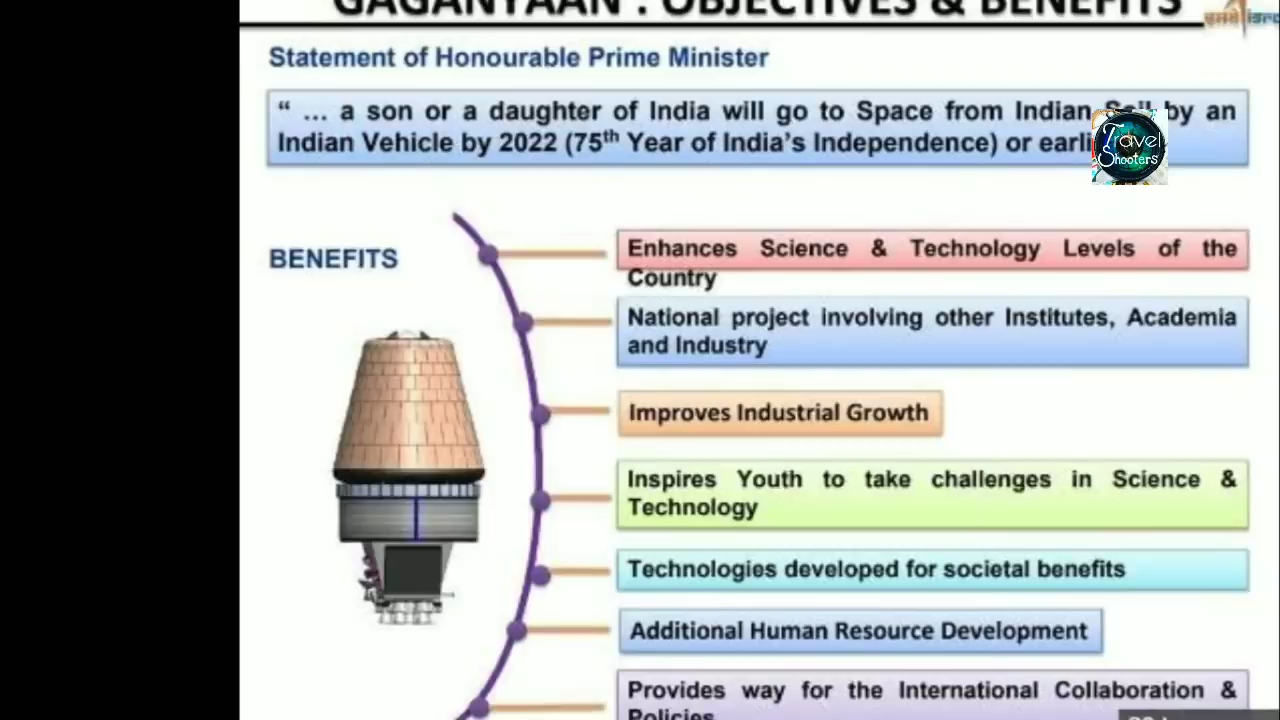 GAGANYAAN : OBJECTIVES & BENEFITS
isro
Statement of Honourable Prime Minister
“ ... a son or a daughter of India will go to Space from Indian Soil by an
Indian Vehicle by 2022 (75th Year of India’s Independence) or
Travel
Shooters
BENEFITS
Enhances Science & Technology Levels of the
Country
National project involving other Institutes, Academia
and Industry
Improves Industrial Growth
Inspires Youth to take challenges in Science &
Technology
Technologies developed for societal benefits
Additional Human Resource Development
Provides way for the International Collaboration &
Policies